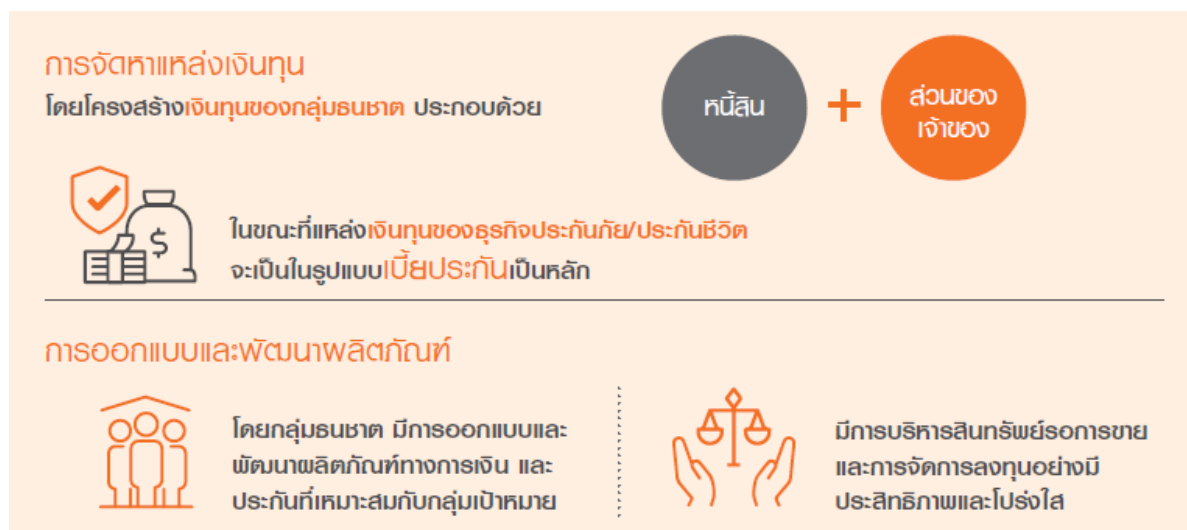 การจัดหาแหล่งเงินทุน
โดยโครงสร้างเงินทุนของกลุ่มธนชาต ประกอบด้วย
หนี้สิน
+
ส่วนของ
เจ้าของ
$
ในขณะที่แหล่งเงินทุนของธุรกิจประกันภัย/ประกันชีวิต
จะเป็นในรูปแบบเบี้ยประกันเป็นหลัก
การออกแบบและพัฒนาผลิตภัณฑ์
โดยกลุ่มธนชาต มีการออกแบบและ
พัฒนาผลิตภัณฑ์ทางการเงิน และ
ประกันที่เหมาะสมกับกลุ่มเป้าหมาย
มีการบริหารสินทรัพย์รอการขาย
และการจัดการลงทุนอย่างมี
ประสิทธิภาพและโปร่งใส